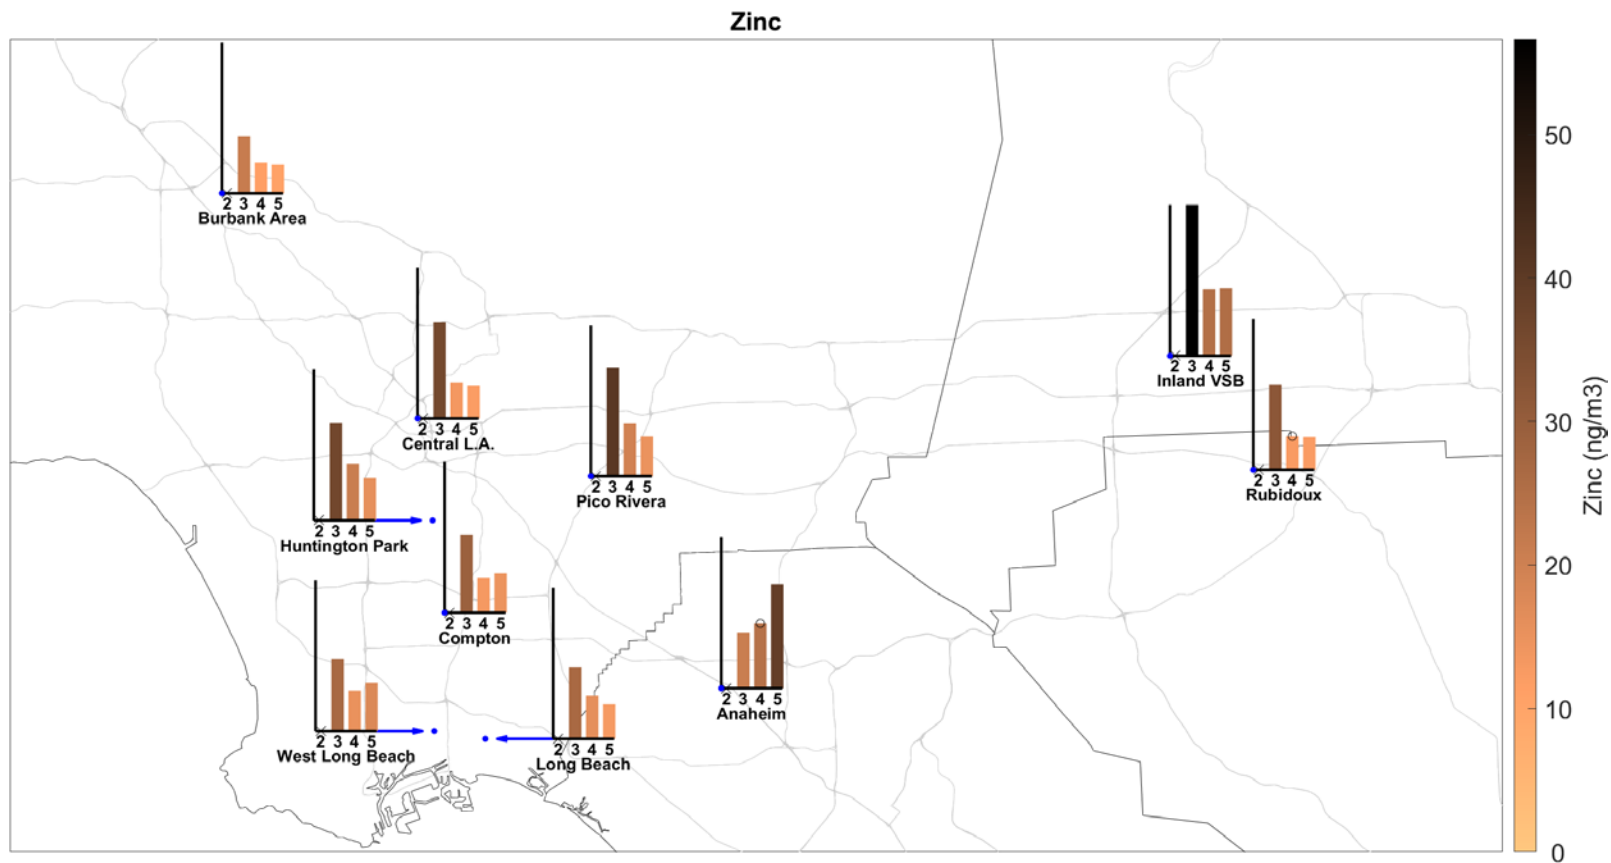 Zinc
50
40
30
20
10
0
Zinc (ng/m3)
2 3 4 5
Burbank Area
2 3 4 5
Central L.A.
2 3 4 5
Huntington Park
2 3 4 5
Pico Rivera
2 3 4 5
Inland VSB
2 3 4 5
Rubidoux
2 3 4 5
Compton
2 3 4 5
West Long Beach
2 3 4 5
Long Beach
2 3 4 5
Anaheim